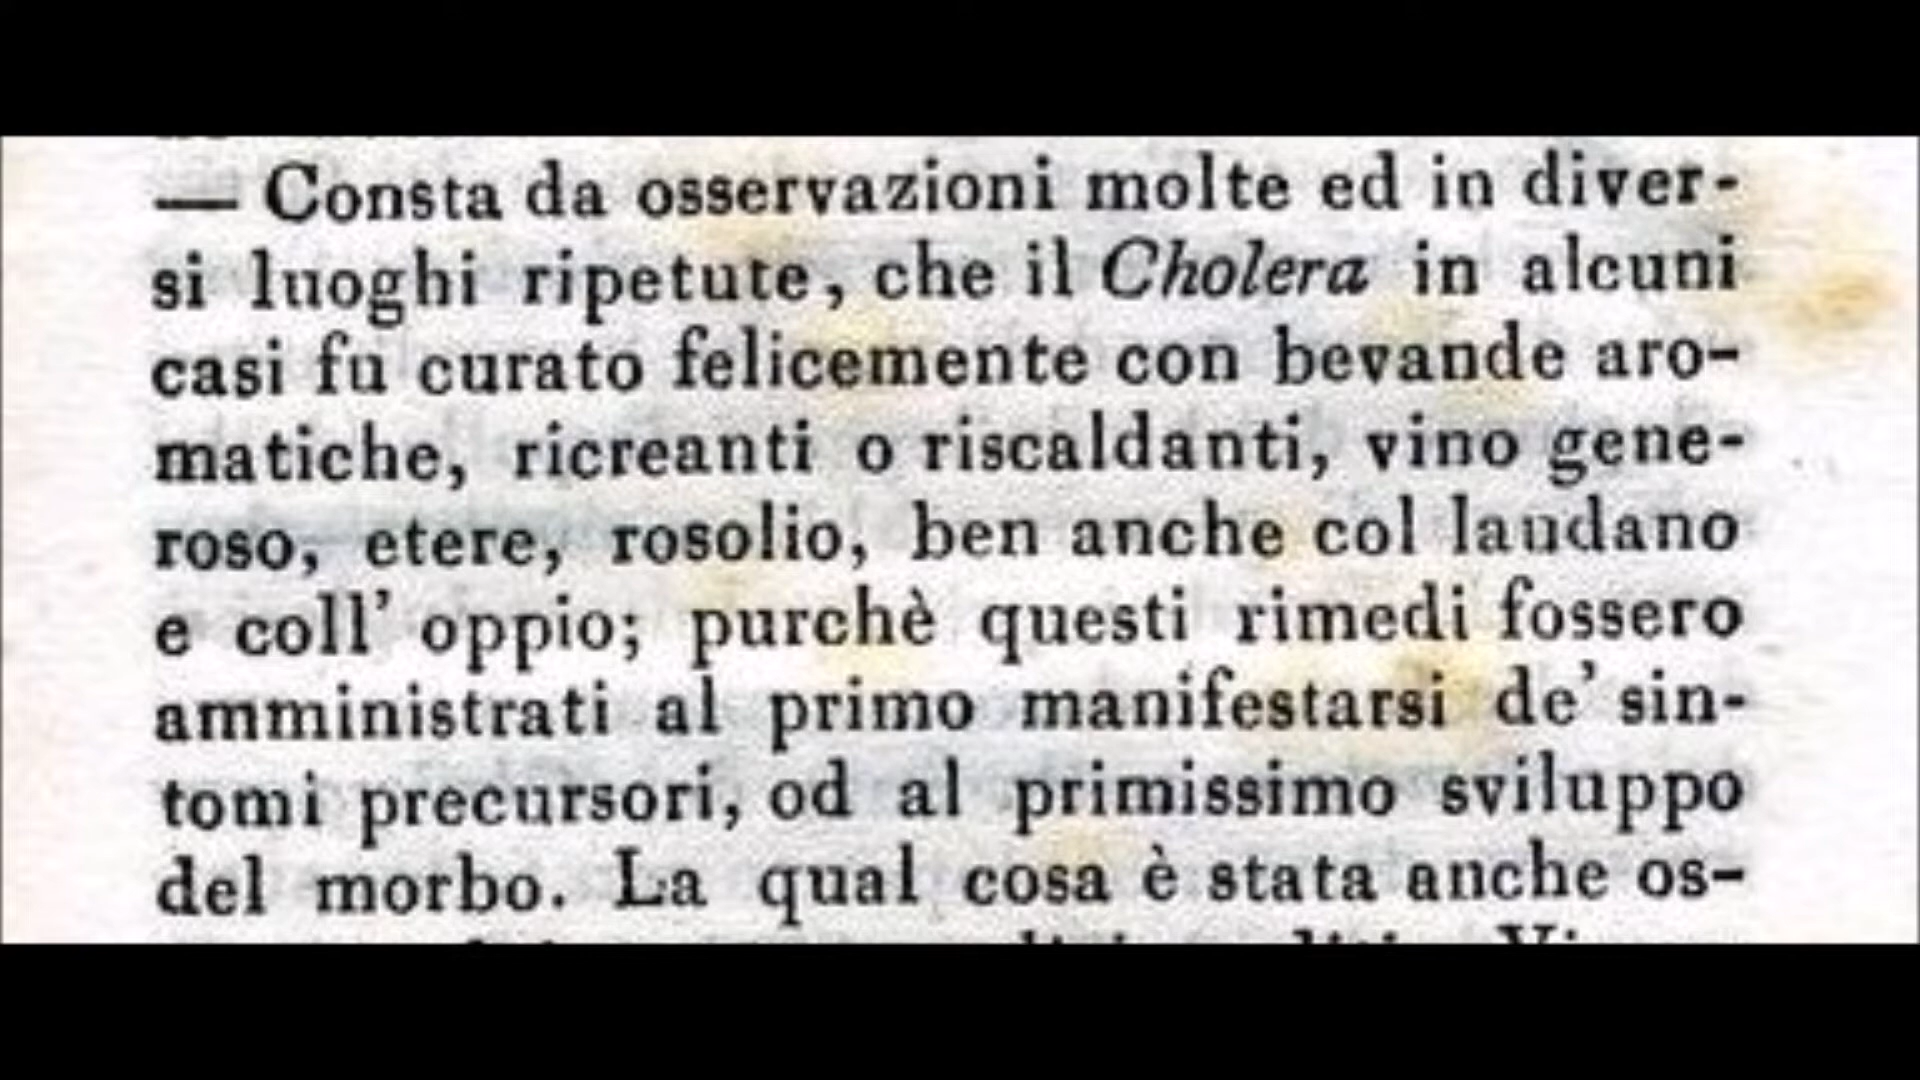 — Consta da osservazioni molte ed in diver-
si luoghi ripetute, che il Cholera in alcuni
casi fu curato felicemente con bevande aro-
matiche, ricreanti o riscaldanti, vino gene-
roso, etere, rosolio, ben anche col laudano
e coll' oppio; purchè questi rimedi fossero
amministrati al primo manifestarsi de' sin-
tomi precursori, od al primissimo sviluppo
del morbo. La qual cosa è stata anche os-